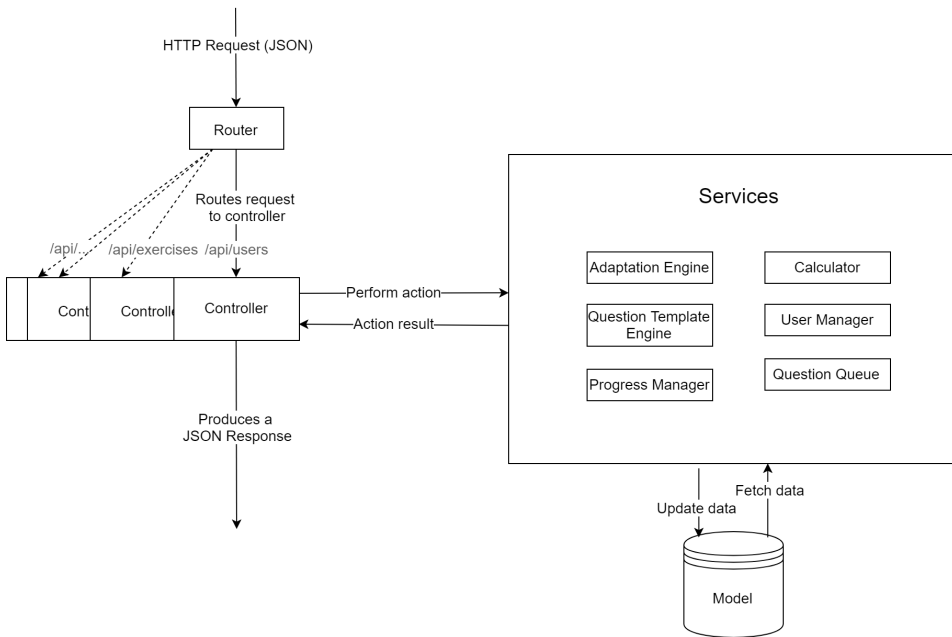 HTTP Request (JSON)
Router
Routes request
to controller
/api/...
/api/exercises
/api/users
Cont
Controlle
Controller
Perform action
Action result
Produces a
JSON Response
Services
Adaptation Engine
Calculator
Question Template
Engine
User Manager
Progress Manager
Question Queue
Update data
Fetch data
Model